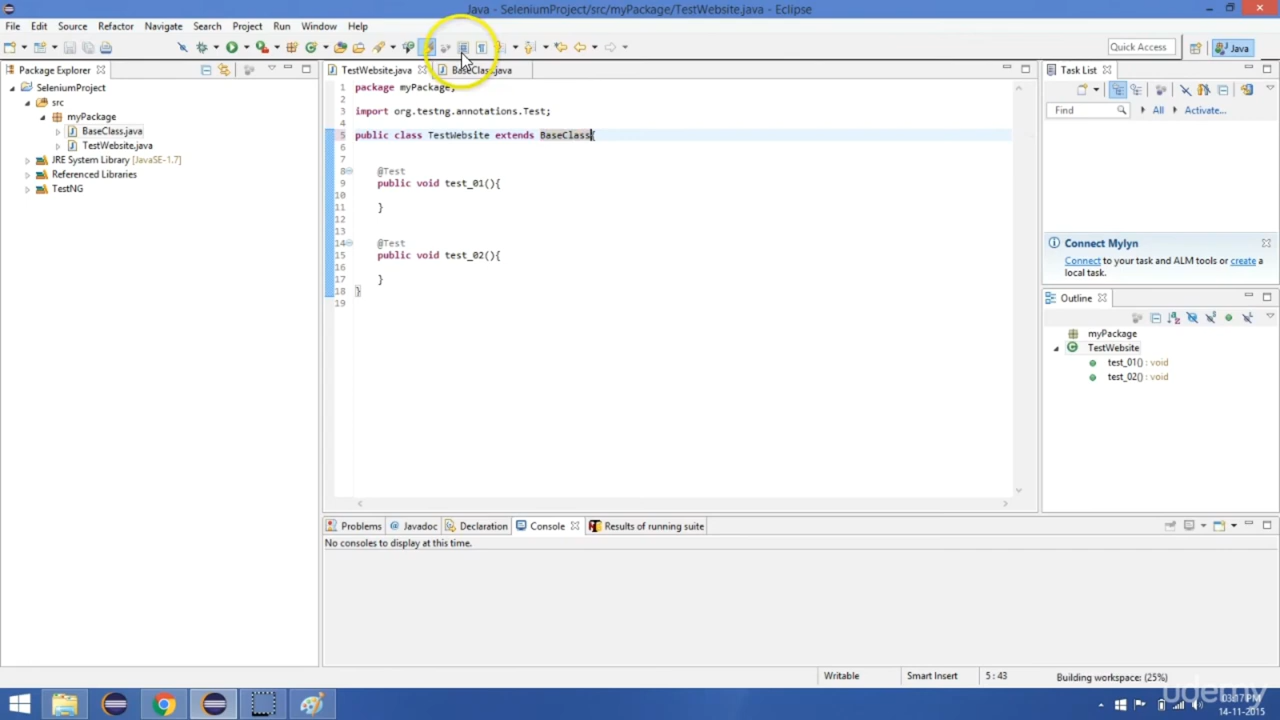 Java - SeleniumProject/src/myPackage/TestWebsite.java - Eclipse
File Edit Source Refactor Navigate Search Project Run Window Help
Quick Access
Java
Package Explorer
SeleniumProject
src
myPackage
BaseClass.java
TestWebsite.java
JRE System Library [JavaSE-1.7]
Referenced Libraries
TestNG
TestWebsite.java
BaseClass.java
1 package myPackage;
2
3 import org.testng.annotations.Test;
4
5 public class TestWebsite extends BaseClass{
6
7
8 @Test
9 public void test_01(){
10
11 }
12
13
14 @Test
15 public void test_02(){
16
17 }
18 }
19
Task List
Find
All
Activate...
Connect Mylyn
Connect to your task and ALM tools or create a
local task.
Outline
myPackage
TestWebsite
test_01() : void
test_02() : void
Problems @ Javadoc Declaration Console Results of running suite
No consoles to display at this time.
Writable Smart Insert 5 : 43 Building workspace: (25%)
udemy
03:17 PM
14-11-2015